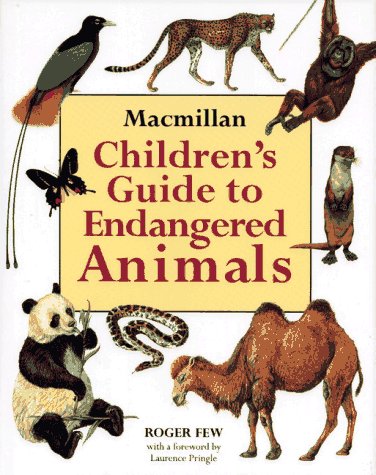 Macmillan
Children's
Guide to
Endangered
Animals
ROGER FEW
with a foreword by
Laurence Pringle